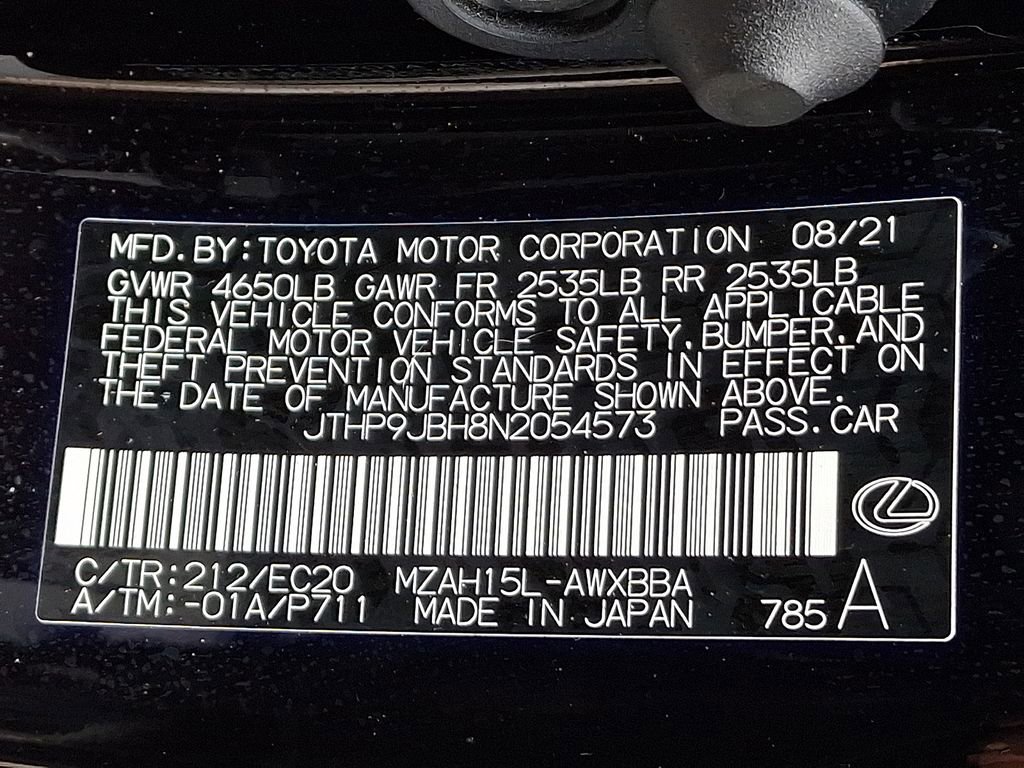 MFD. BY: TOYOTA MOTOR CORPORATION 08/21
GVWR 4650LB GAWR FR 2535LB RR 2535LB
THIS VEHICLE CONFORMS TO ALL APPLICABLE
FEDERAL MOTOR VEHICLE SAFETY, BUMPER, AND
THEFT PREVENTION STANDARDS IN EFFECT ON
THE DATE OF MANUFACTURE SHOWN ABOVE.
JTHP9JBH8N2054573 PASS. CAR
C/TR: 212/EC20 MZAH15L-AWXBBA
A/TM: -01A/P711 MADE IN JAPAN 785 A